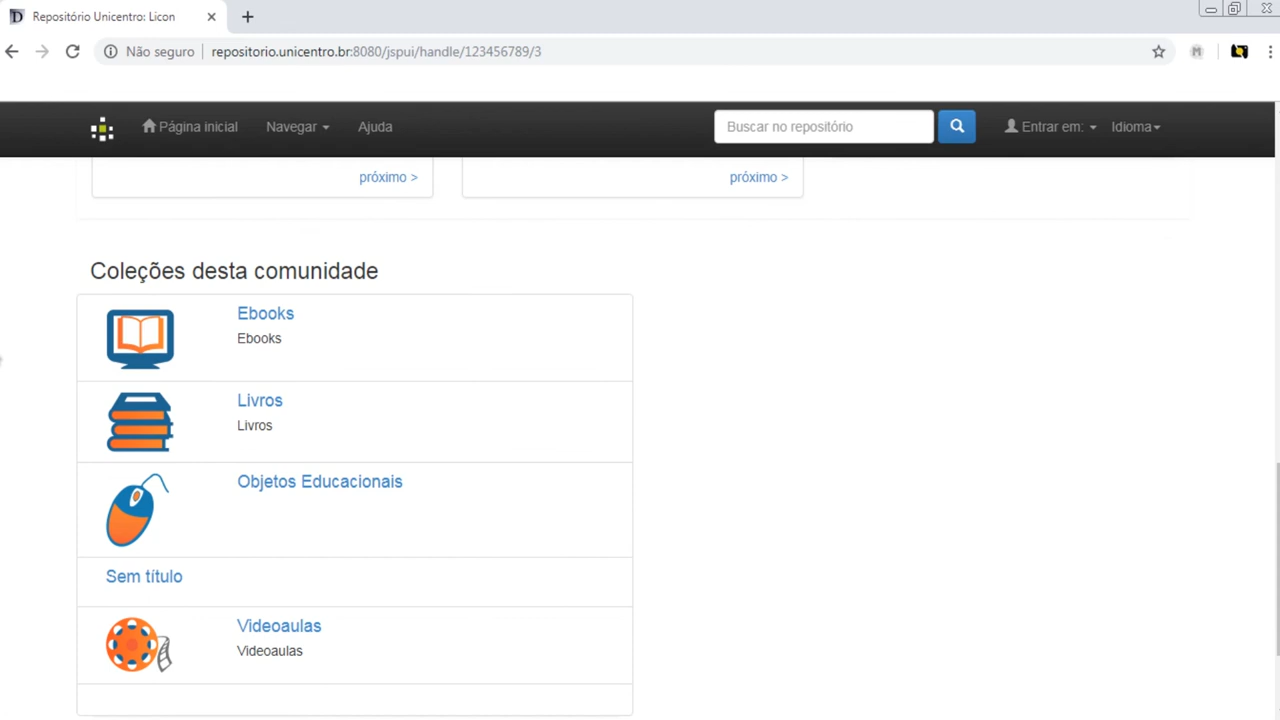 Repositório Unicentro: Licon
Não seguro repositorio.unicentro.br:8080/jspui/handle/123456789/3
M
Página inicial Navegar Ajuda Buscar no repositório Entrar em: Idioma
próximo > próximo >
Coleções desta comunidade
Ebooks
Ebooks
Livros
Livros
Objetos Educacionais
Sem título
Videoaulas
Videoaulas